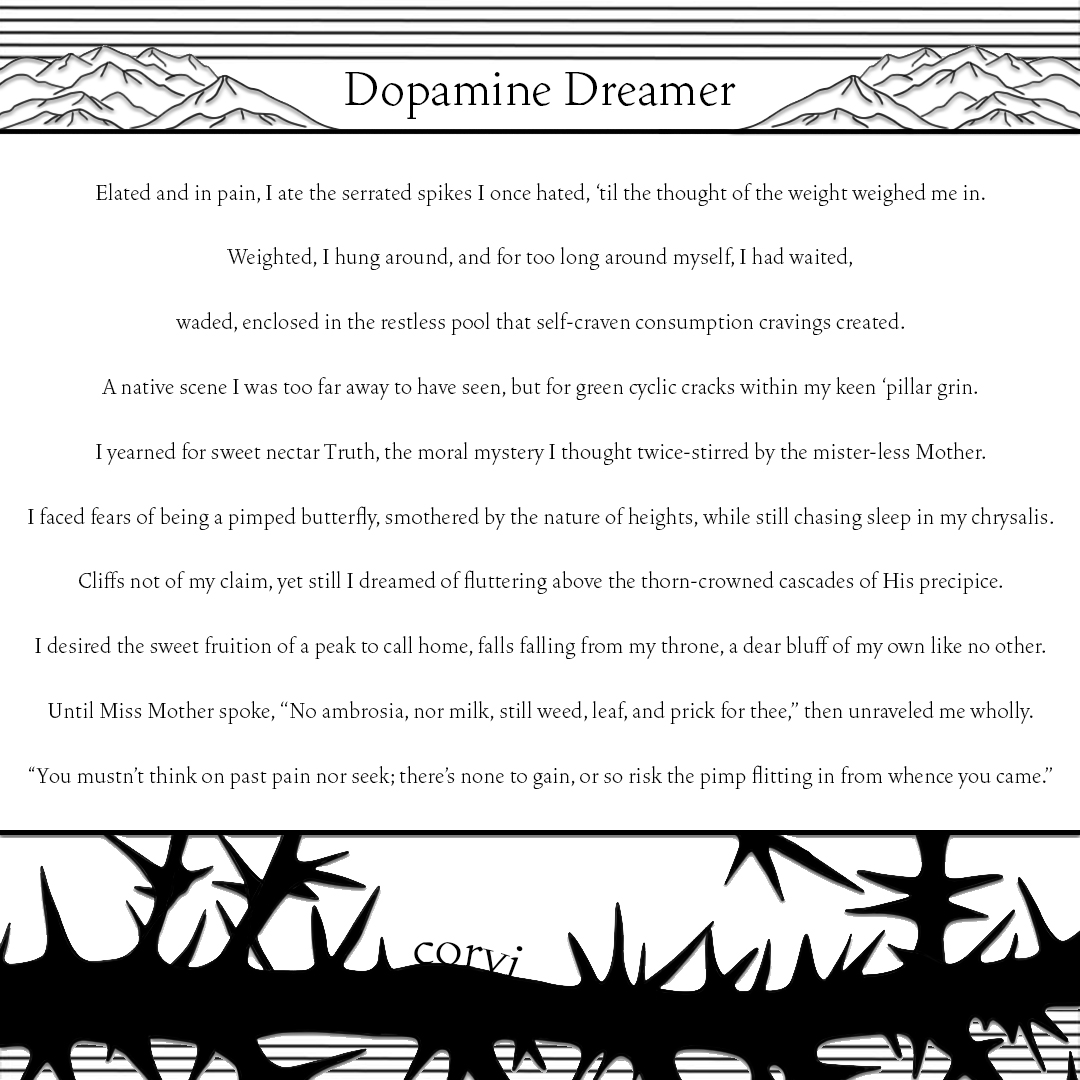 Dopamine Dreamer
Elated and in pain, I ate the serrated spikes I once hated, ‘til the thought of the weight weighed me in.
Weighted, I hung around, and for too long around myself, I had waited,
waded, enclosed in the restless pool that self-craven consumption cravings created.
A native scene I was too far away to have seen, but for green cyclic cracks within my keen ‘pillar grin.
I yearned for sweet nectar Truth, the moral mystery I thought twice-stirred by the mister-less Mother.
I faced fears of being a pimped butterfly, smothered by the nature of heights, while still chasing sleep in my chrysalis.
Cliffs not of my claim, yet still I dreamed of fluttering above the thorn-crowned cascades of His precipice.
I desired the sweet fruition of a peak to call home, falls falling from my throne, a dear bluff of my own like no other.
Until Miss Mother spoke, “No ambrosia, nor milk, still weed, leaf, and prick for thee,” then unraveled me wholly.
“You mustn’t think on past pain nor seek; there’s none to gain, or so risk the pimp flitting in from whence you came.”
corvi